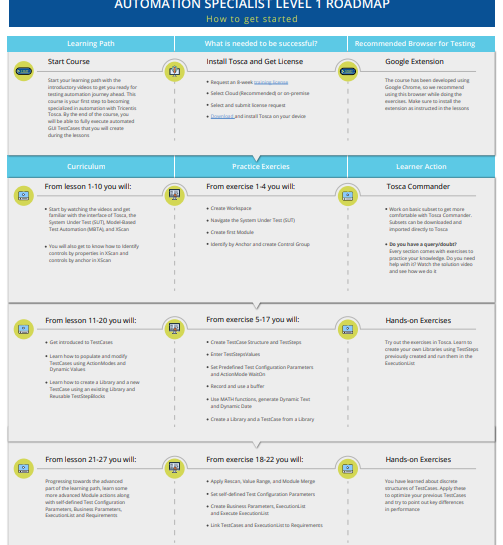 AUTOMATION SPECIALIST LEVEL 1 ROADMAP
How to get started
Learning Path
What is needed to be successful?
Recommended Browser for Testing
Start Course
Start your learning path with the
introductory videos to get you ready for
testing automation journey ahead. This
course is your first step to becoming
specialized in automation with Tricentis
Tosca. By the end of the course, you
will be able to fully execute automated
GUI TestCases that you will create
during the lessons
Install Tosca and Get License
• Request an 8-week training license
• Select Cloud (Recommended) or on-premise
• Select and submit license request
• Download and install Tosca on your device
Google Extension
The course has been developed using
Google Chrome, so we recommend
using this browser while doing the
exercises. Make sure to install the
extension as instructed in the lessons
Curriculum
Practice Exercies
Learner Action
From lesson 1-10 you will:
• Start by watching the videos and get
familiar with the interface of Tosca, the
System Under Test (SUT), Model-Based
Test Automation (MBTA), and XScan
• You will also get to know how to identify
controls by properties in XScan and
controls by anchor in XScan
From exercise 1-4 you will:
• Create Workspace
• Navigate the System Under Test (SUT)
• Create first Module
• Identify by Anchor and create Control Group
Tosca Commander
• Work on basic subset to get more
comfortable with Tosca Commander.
Subsets can be downloaded and
imported directly to Tosca
• Do you have a query/doubt?
Every section comes with exercises to
practice your knowledge. Do you need
help with it? Watch the solution video
and see how we do it
From lesson 11-20 you will:
• Get introduced to TestCases
• Learn how to populate and modify
TestCases using ActionModes and
Dynamic Values
• Learn how to create a Library and a new
TestCase using an existing Library and
Reusable TestStepBlocks
From exercise 5-17 you will:
• Create TestCase Structure and TestSteps
• Enter TestStepsValues
• Set Predefined Test Configuration Parameters
and ActionMode WaitOn
• Record and use a buffer
• Use MATH functions, generate Dynamic Text
and Dynamic Date
• Create a Library and a TestCase from a Library
Hands-on Exercises
Try out the exercises in Tosca. Learn to
create your own Libraries using TestSteps
previously created and run them in the
ExecutionList
From lesson 21-27 you will:
Progressing towards the advanced
part of the learning path, learn some
more advanced Module actions along
with self-defined Test Configuration
Parameters, Business Parameters,
ExecutionList and Requirements
From exercise 18-22 you will:
• Apply Rescan, Value Range, and Module Merge
• Set self-defined Test Configuration Parameters
• Create Business Parameters, ExecutionList
and Execute ExecutionList
• Link TestCases and ExecutionList to Requirements
Hands-on Exercises
You have learned about discrete
structures of TestCases. Apply these
to optimize your previous TestCases
and try to point out key differences
in performance